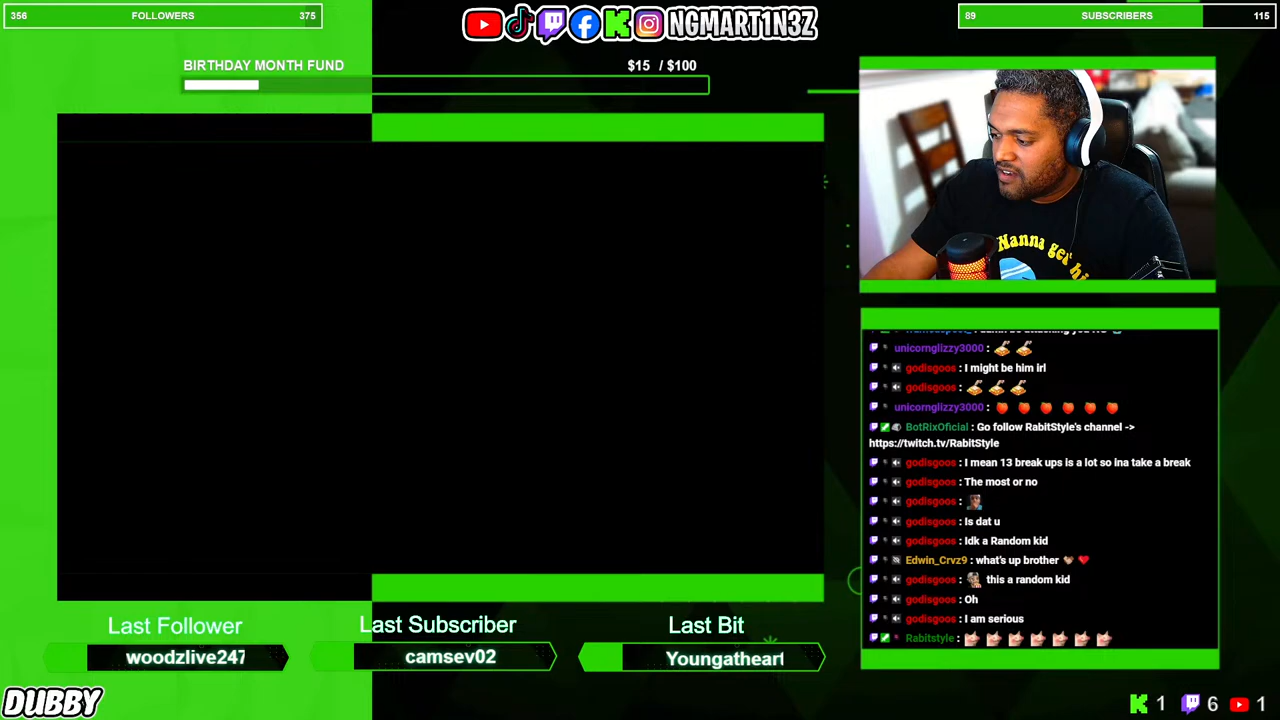 356 FOLLOWERS 375
NGMART1N3Z
89 SUBSCRIBERS 115
BIRTHDAY MONTH FUND $15 / $100
Wanna get hi
unicornglizzy3000 :
godisgoos : I might be him irl
godisgoos :
unicornglizzy3000 :
BotRixOficial : Go follow RabitStyle's channel ->
https://twitch.tv/RabitStyle
godisgoos : I mean 13 break ups is a lot so ina take a break
godisgoos : The most or no
godisgoos :
godisgoos : Is dat u
godisgoos : Idk a Random kid
Edwin_Crvz9 : what's up brother
godisgoos : this a random kid
godisgoos : Oh
godisgoos : I am serious
Rabitstyle :
Last Follower
woodzlive247
Last Subscriber
camsev02
Last Bit
Youngatheart
DUBBY
1 6 1